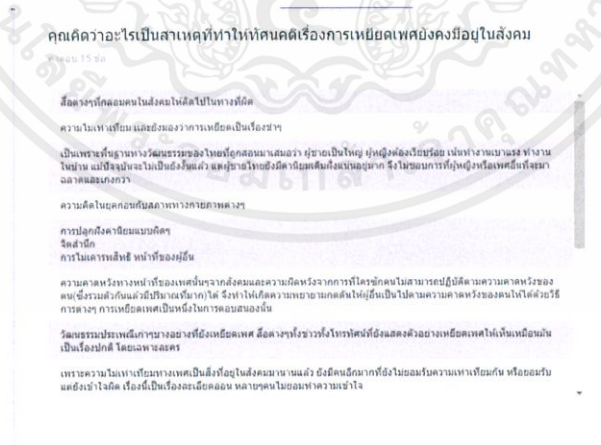 คุณคิดว่าอะไรเป็นสาเหตุที่ทำให้ทัศนคติเรื่องการเหยียดเพศยังคงมีอยู่ในสังคม
คำตอบ 15 ข้อ
สื่อต่างๆที่กล่อมคนในสังคมให้คิดไปในทางที่ผิด
ความไม่เท่าเทียม และยังมองว่าการเหยียดเป็นเรื่องขำๆ
เป็นเพราะพื้นฐานทางวัฒนธรรมของไทยที่ถูกสอนมาเสมอว่า ผู้ชายเป็นใหญ่ ผู้หญิงต้องเรียบร้อย เน้นทำงานเบาแรง ทำงาน
ในบ้าน แม้ปัจจุบันจะไม่เป็นยังงั้นแล้ว แต่ผู้ชายไทยยังมีค่านิยมเดิมฝังแน่นอยู่มาก จึงไม่ชอบการที่ผู้หญิงหรือเพศอื่นที่จะมา
ฉลาดและเก่งกว่า
ความคิดในยุคก่อนกับสภาพทางกายภาพต่างๆ
การปลูกฝังค่านิยมแบบผิดๆ
จิตสำนึก
การไม่เคารพสิทธิ หน้าที่ของผู้อื่น
ความคาดหวังทางหน้าที่ของเพศนั้นๆจากสังคมและความผิดหวังจากการที่ใครซักคนไม่สามารถปฏิบัติตามความคาดหวังของ
ตน(ซึ่งรวมตัวกันแล้วมีปริมาณที่มาก)ได้ จึงทำให้เกิดความพยายามกดดันให้ผู้อื่นเป็นไปตามความคาดหวังของตนให้ได้ด้วยวิธี
การต่างๆ การเหยียดเพศเป็นหนึ่งในการตอบสนองนั้น
วัฒนธรรมประเพณีเก่าๆบางอย่างที่ยังเหยียดเพศ สื่อต่างๆทั้งข่าวทั้งโทรทัศน์ที่ยังแสดงตัวอย่างเหยียดเพศให้เห็นเหมือนมัน
เป็นเรื่องปกติ โดยเฉพาะละคร
เพราะความไม่เท่าเทียมทางเพศเป็นสิ่งที่อยู่ในสังคมมานานแล้ว ยังมีคนอีกมากที่ยังไม่ยอมรับความเท่าเทียมกัน หรือยอมรับ
แต่ยังเข้าใจผิด เรื่องนี้เป็นเรื่องละเอียดอ่อน หลายๆคนไม่ยอมทำความเข้าใจ